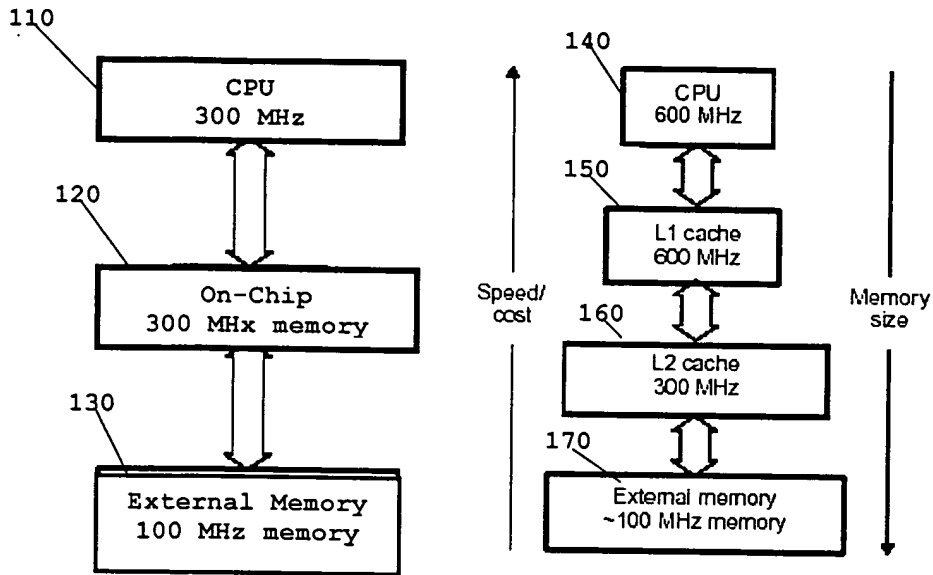 110
CPU
300 MHz
120
On-Chip
300 MHx memory
130
External Memory
100 MHz memory
Speed/
cost
140
CPU
600 MHz
150
L1 cache
600 MHz
160
L2 cache
300 MHz
170
External memory
~100 MHz memory
Memory
size